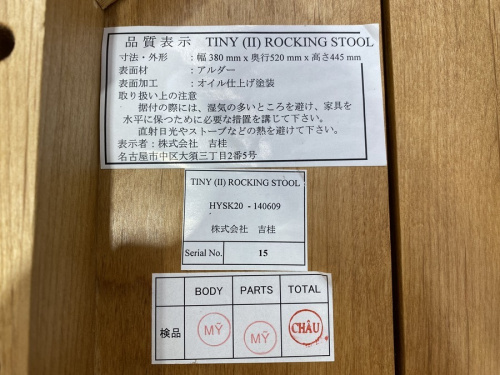 品質表示 TINY (II) ROCKING STOOL
寸法・外形 :幅380 mm x 奥行520 mm x 高さ445 mm
表面材 :アルダー
表面加工 :オイル仕上げ塗装
取り扱い上の注意
据付の際には、湿気の多いところを避け、家具を
水平に保つために必要な措置を講じて下さい。
直射日光やストーブなどの熱を避けて下さい。
表示者:株式会社 吉桂
名古屋市中区大須三丁目2番5号
TINY (II) ROCKING STOOL
HYSK20 - 140609
株式会社 吉桂
Serial No. 15
BODY PARTS TOTAL
検品 MỸ MỸ CHÂU